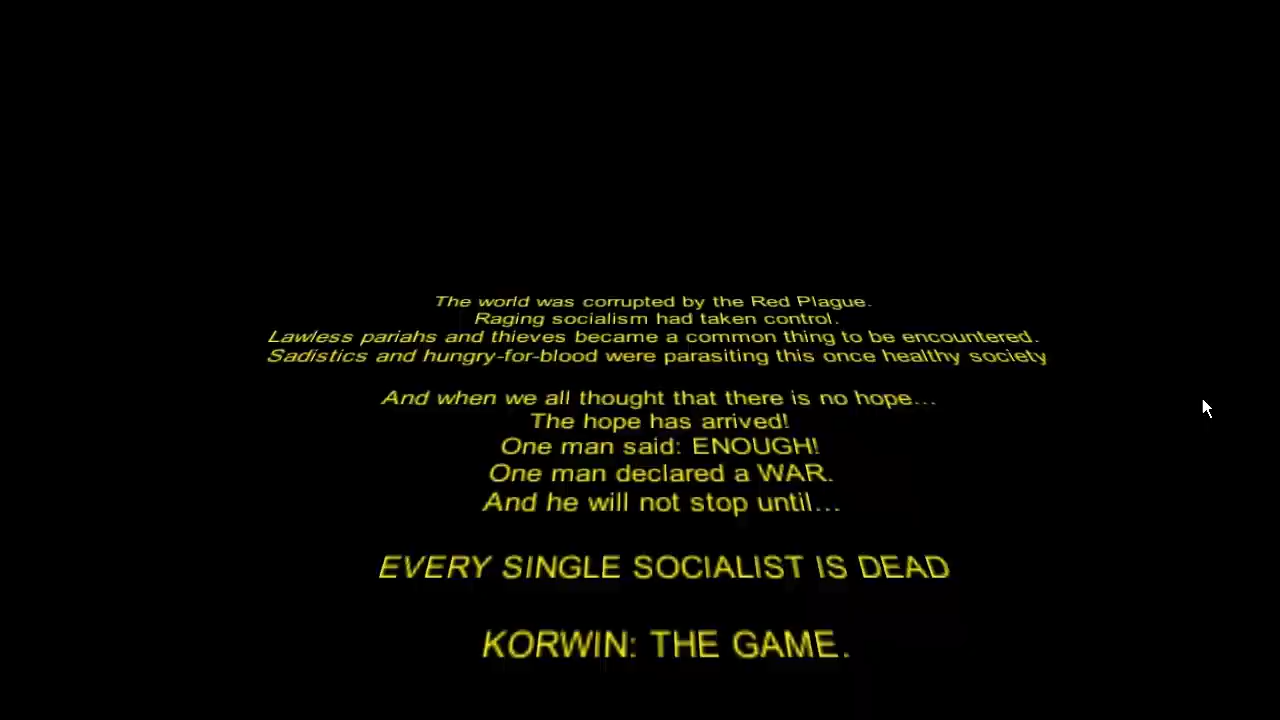 The world was corrupted by the Red Plague.
Raging socialism had taken control.
Lawless pariahs and thieves became a common thing to be encountered.
Sadistics and hungry-for-blood were parasiting this once healthy society
And when we all thought that there is no hope...
The hope has arrived!
One man said: ENOUGH!
One man declared a WAR.
And he will not stop until...
EVERY SINGLE SOCIALIST IS DEAD
KORWIN: THE GAME.